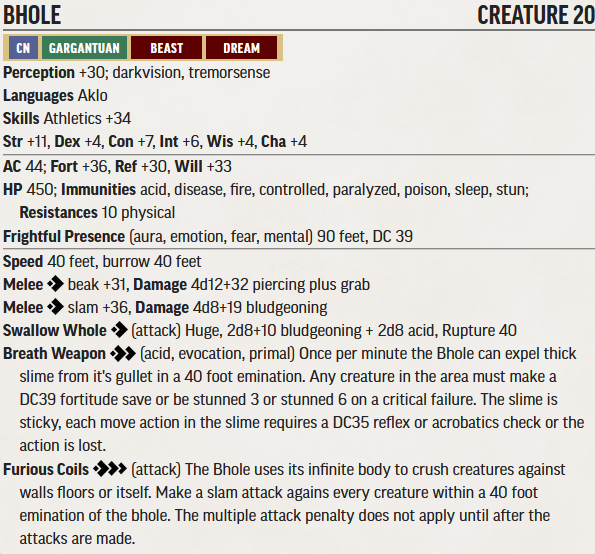 BHOLE CREATURE 20
CN GARGANTUAN BEAST DREAM
Perception +30; darkvision, tremorsense
Languages Aklo
Skills Athletics +34
Str +11, Dex +4, Con +7, Int +6, Wis +4, Cha +4
AC 44; Fort +36, Ref +30, Will +33
HP 450; Immunities acid, disease, fire, controlled, paralyzed, poison, sleep, stun;
Resistances 10 physical
Frightful Presence (aura, emotion, fear, mental) 90 feet, DC 39
Speed 40 feet, burrow 40 feet
Melee beak +31, Damage 4d12+32 piercing plus grab
Melee slam +36, Damage 4d8+19 bludgeoning
Swallow Whole (attack) Huge, 2d8+10 bludgeoning + 2d8 acid, Rupture 40
Breath Weapon (acid, evocation, primal) Once per minute the Bhole can expel thick
slime from it's gullet in a 40 foot emination. Any creature in the area must make a
DC39 fortitude save or be stunned 3 or stunned 6 on a critical failure. The slime is
sticky, each move action in the slime requires a DC35 reflex or acrobatics check or the
action is lost.
Furious Coils (attack) The Bhole uses its infinite body to crush creatures against
walls floors or itself. Make a slam attack agains every creature within a 40 foot
emination of the bhole. The multiple attack penalty does not apply until after the
attacks are made.